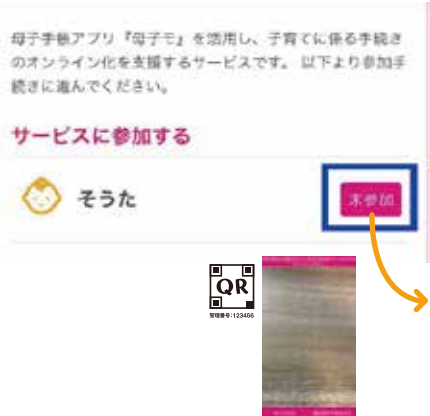 母子手帳アプリ『母子モ』を活用し、子育てに係る手続き
のオンライン化を支援するサービスです。 以下より参加手
続きに進んでください。
サービスに参加する
そうた
未参加
QR
管理番号:123456